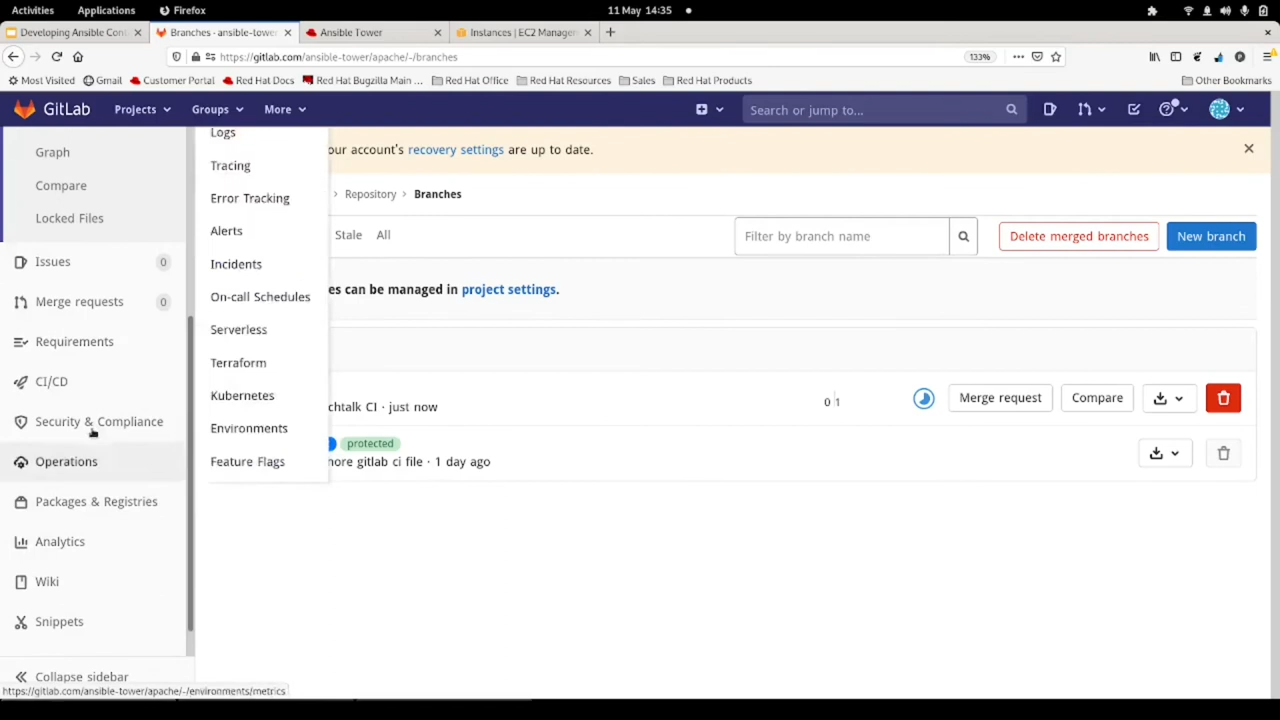 Activities Applications Firefox 11 May 14:35
Developing Ansible Con Branches · ansible-tower Ansible Tower Instances | EC2 Managem
https://gitlab.com/ansible-tower/apache/-/branches 133%
Most Visited Gmail Customer Portal Red Hat Docs Red Hat Bugzilla Main ... Red Hat Office Red Hat Resources Sales Red Hat Products Other Bookmarks
GitLab Projects Groups More Search or jump to...
Logs
our account's recovery settings are up to date.
Graph
Tracing
Compare
Error Tracking
Repository > Branches
Locked Files
Alerts
Stale All Filter by branch name Delete merged branches New branch
Issues 0
Incidents
es can be managed in project settings.
Merge requests 0
On-call Schedules
Serverless
Requirements
Terraform
CI/CD
Kubernetes
chtalk CI · just now 0 1 Merge request Compare
Security & Compliance
Environments
protected
Operations
Feature Flags
nore gitlab ci file · 1 day ago
Packages & Registries
Analytics
Wiki
Snippets
Collapse sidebar
https://gitlab.com/ansible-tower/apache/-/environments/metrics